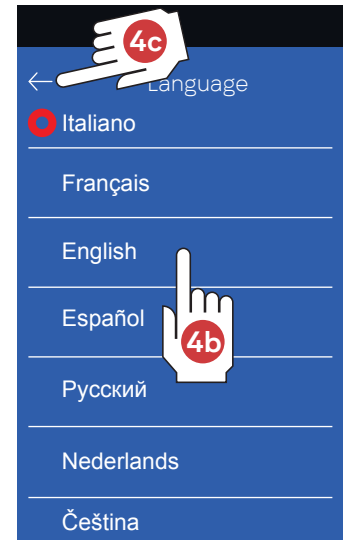 4c
Language
Italiano
Français
English
Español
4b
Русский
Nederlands
Čeština